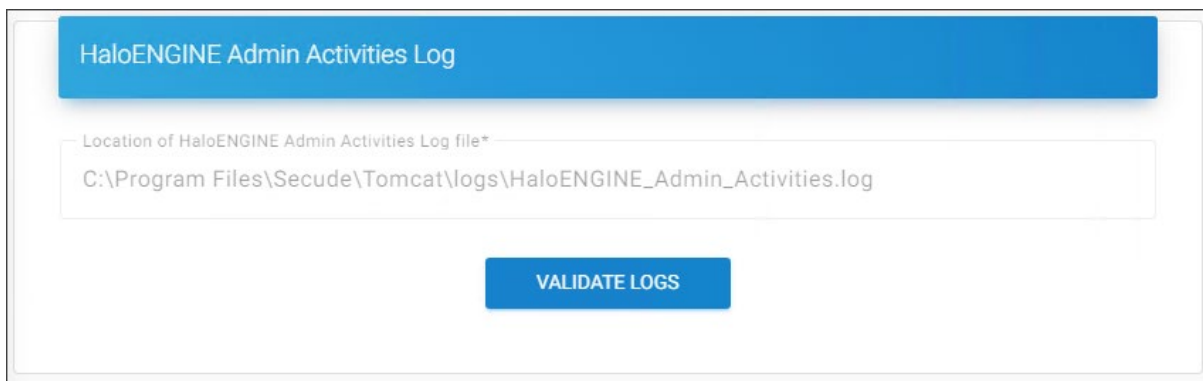 HaloENGINE Admin Activities Log
Location of HaloENGINE Admin Activities Log file*
C:\Program Files\Secude\Tomcat\logs\HaloENGINE_Admin_Activities.log
VALIDATE LOGS